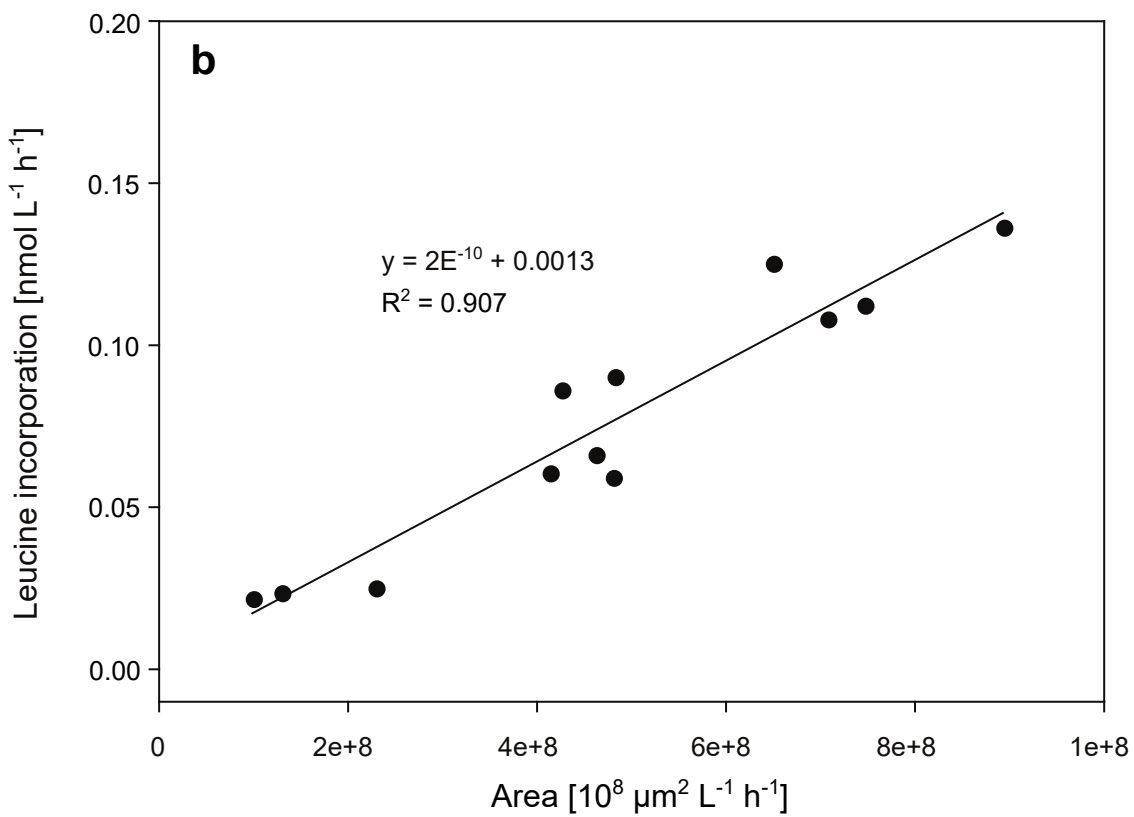 b
0.20
0.15
0.10
0.05
0.00
Leucine incorporation [nmol L⁻¹ h⁻¹]
y = 2E⁻¹⁰ + 0.0013
R² = 0.907
0 2e+8 4e+8 6e+8 8e+8 1e+8
Area [10⁸ µm² L⁻¹ h⁻¹]